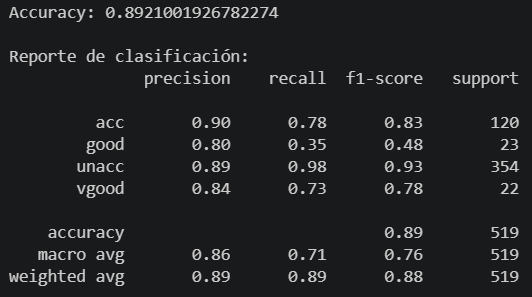 Accuracy: 0.8921001926782274
Reporte de clasificación:
precision recall f1-score support
acc 0.90 0.78 0.83 120
good 0.80 0.35 0.48 23
unacc 0.89 0.98 0.93 354
vgood 0.84 0.73 0.78 22
accuracy 0.89 519
macro avg 0.86 0.71 0.76 519
weighted avg 0.89 0.89 0.88 519